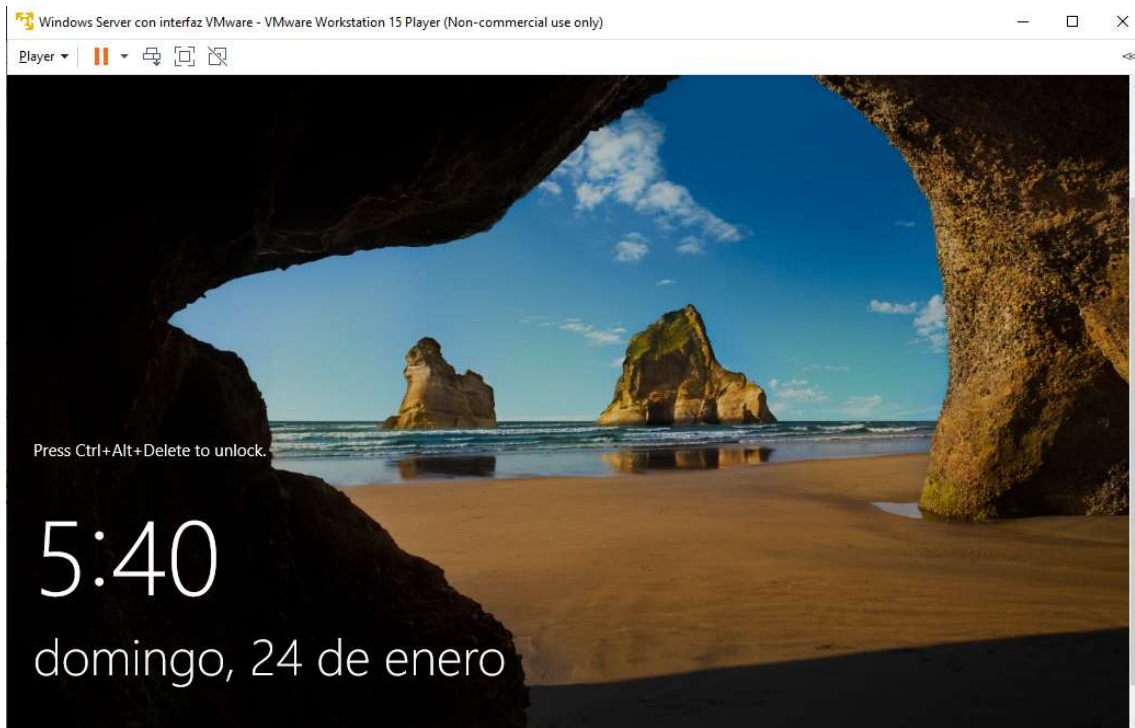 Windows Server con interfaz VMware - VMware Workstation 15 Player (Non-commercial use only)
Player
Press Ctrl+Alt+Delete to unlock.
5:40
domingo, 24 de enero